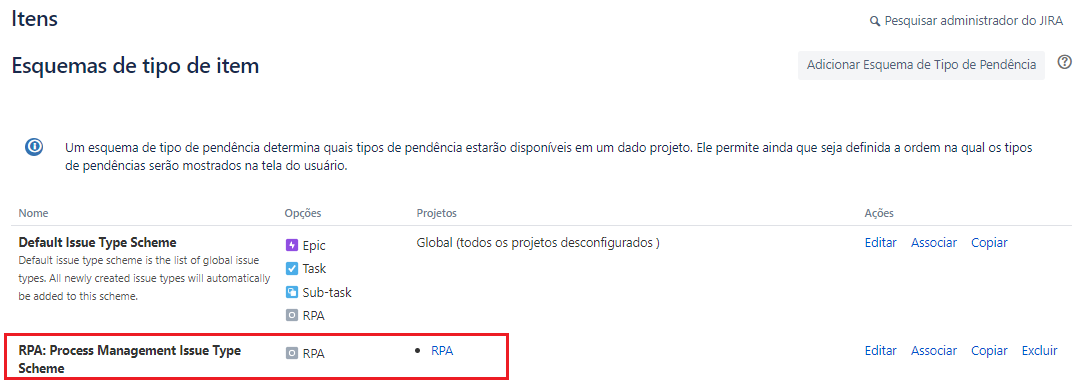 Itens
Pesquisar administrador do JIRA
Esquemas de tipo de item
Adicionar Esquema de Tipo de Pendência
Um esquema de tipo de pendência determina quais tipos de pendência estarão disponíveis em um dado projeto. Ele permite ainda que seja definida a ordem na qual os tipos
de pendências serão mostrados na tela do usuário.
Nome Opções Projetos Ações
Default Issue Type Scheme
Default issue type scheme is the list of global issue
types. All newly created issue types will automatically
be added to this scheme.
Epic
Task
Sub-task
RPA
Global (todos os projetos desconfigurados )
Editar Associar Copiar
RPA: Process Management Issue Type
Scheme
RPA
RPA
Editar Associar Copiar Excluir